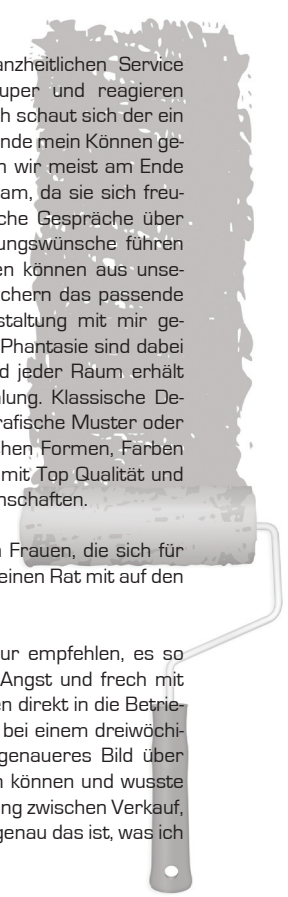 anzheitlichen Service
uper und reagieren
h schaut sich der ein
nde mein Können ge-
n wir meist am Ende
am, da sie sich freu-
che Gespräche über
ungswünsche führen
en können aus unse-
chern das passende
staltung mit mir ge-
Phantasie sind dabei
d jeder Raum erhält
lung. Klassische De-
rafische Muster oder
hen Formen, Farben
mit Top Qualität und
nschaften.
n Frauen, die sich für
einen Rat mit auf den
ur empfehlen, es so
Angst und frech mit
n direkt in die Betrie-
bei einem dreiwöchi-
genaueres Bild über
n können und wusste
ng zwischen Verkauf,
genau das ist, was ich